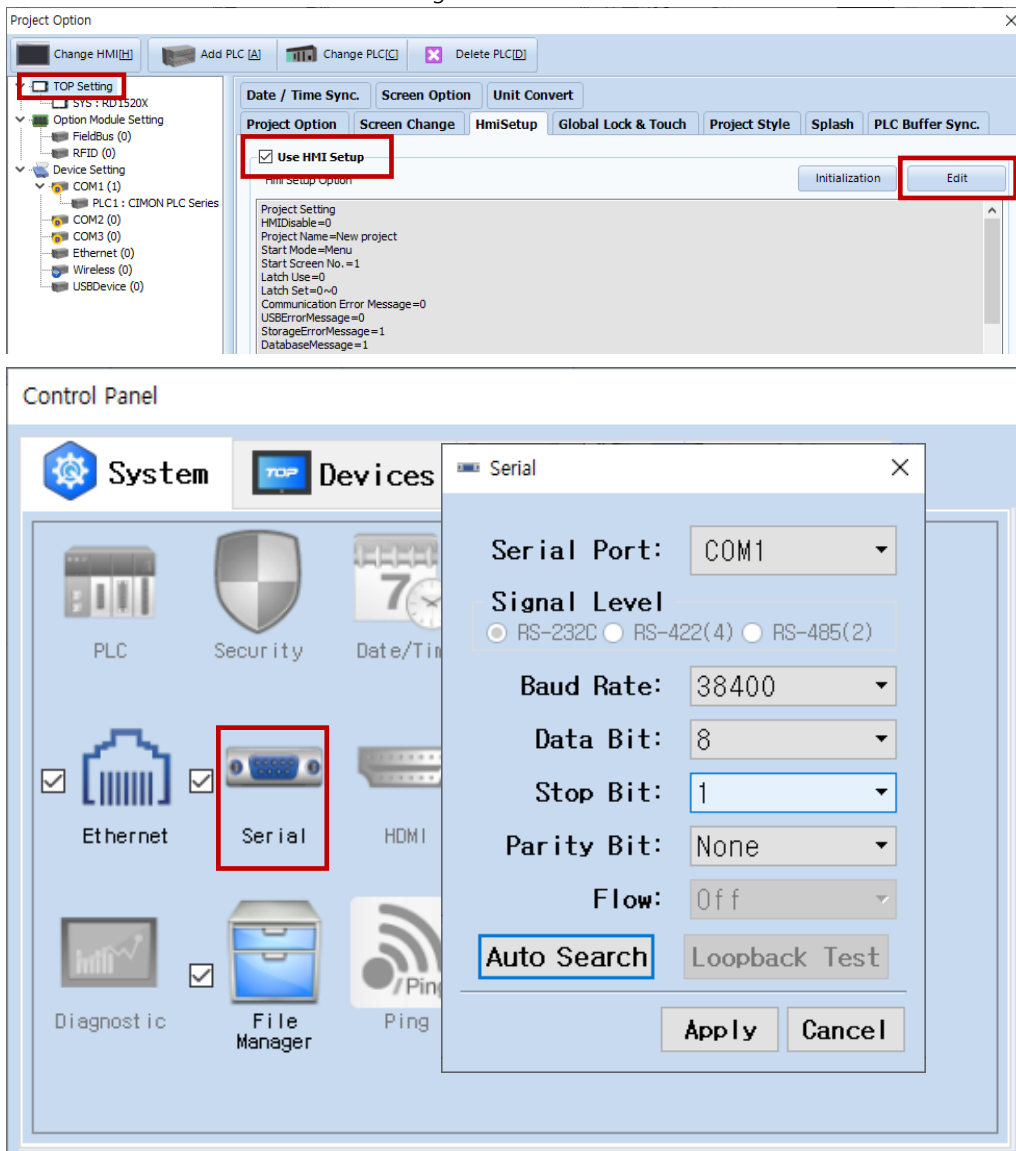 Project Option
Change HMI[H] Add PLC [A] Change PLC[C] Delete PLC[D]
TOP Setting
SYS : RD1520X
Option Module Setting
FieldBus (0)
RFID (0)
Device Setting
COM1 (1)
PLC1 : CIMON PLC Series
COM2 (0)
COM3 (0)
Ethernet (0)
Wireless (0)
USBDevice (0)
Date / Time Sync. Screen Option Unit Convert
Project Option Screen Change HmiSetup Global Lock & Touch Project Style Splash PLC Buffer Sync.
Use HMI Setup
Hmi Setup Option
Initialization Edit
Project Setting
HMIDisable=0
Project Name=New project
Start Mode=Menu
Start Screen No.=1
Latch Use=0
Latch Set=0~0
Communication Error Message=0
USBErrorMessage=0
StorageErrorMessage=1
DatabaseMessage=1
Control Panel
System
TOP Devices
PLC Security Date/Tim
7
Ethernet Serial HDMI
Diagnostic File Manager Ping
/Ping
Serial
Serial Port: COM1
Signal Level
RS-232C RS-422(4) RS-485(2)
Baud Rate: 38400
Data Bit: 8
Stop Bit: 1
Parity Bit: None
Flow: Off
Auto Search Loopback Test
Apply Cancel